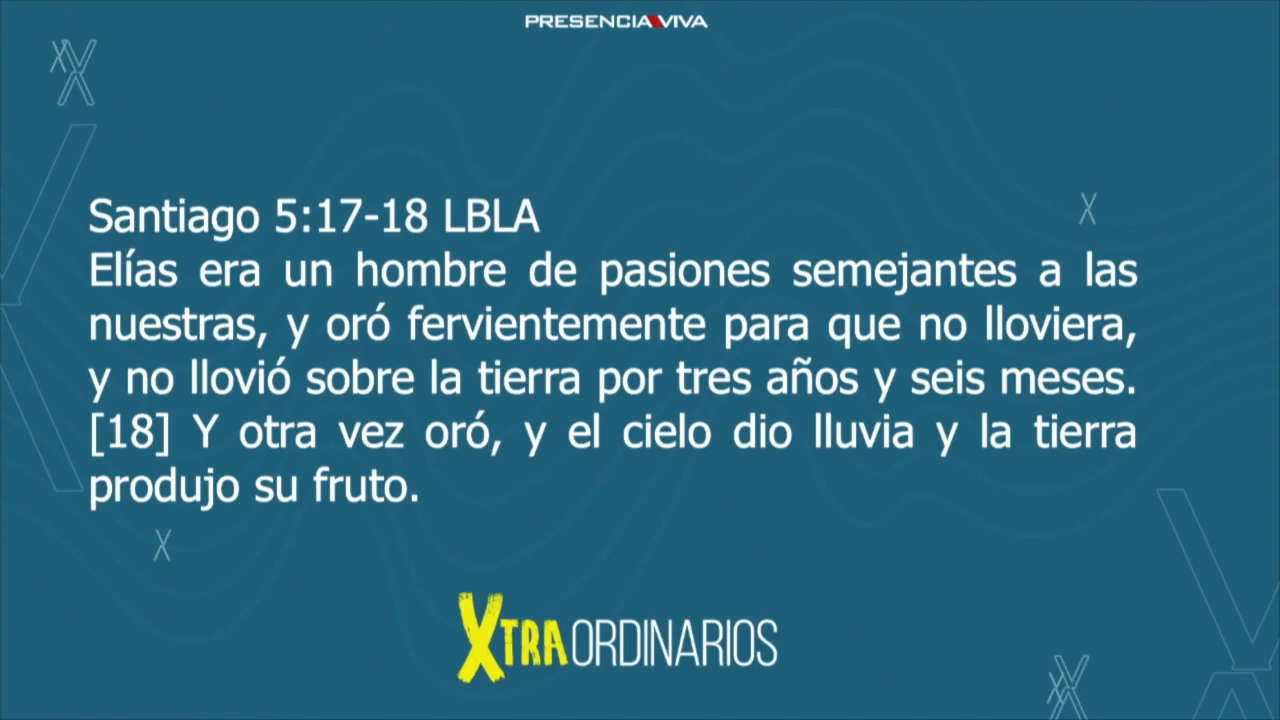 PRESENCIA VIVA
Santiago 5:17-18 LBLA
Elías era un hombre de pasiones semejantes a las
nuestras, y oró fervientemente para que no lloviera,
y no llovió sobre la tierra por tres años y seis meses.
[18] Y otra vez oró, y el cielo dio lluvia y la tierra
produjo su fruto.
XTRAORDINARIOS